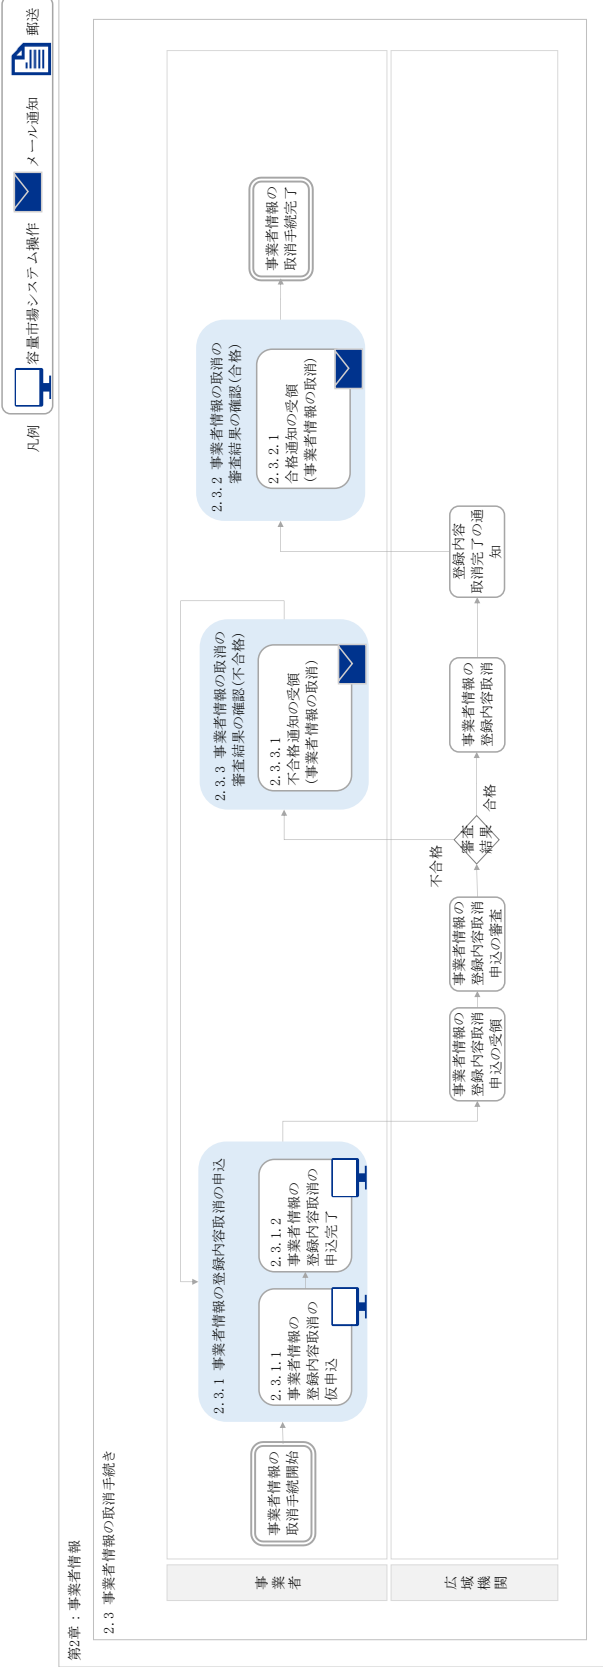 凡例
容量市場システム操作
メール通知
郵送
第2章：事業者情報
2.3 事業者情報の取消手続き
事業者
事業者情報の
取消手続開始
2.3.1 事業者情報の登録内容取消の申込
2.3.1.1
事業者情報の
登録内容取消の
仮申込
2.3.1.2
事業者情報の
登録内容取消の
申込完了
2.3.3 事業者情報の取消の
審査結果の確認(不合格)
2.3.3.1
不合格通知の受領
(事業者情報の取消)
2.3.2 事業者情報の取消の
審査結果の確認(合格)
2.3.2.1
合格通知の受領
(事業者情報の取消)
事業者情報の
取消手続完了
広域
機関
事業者情報の
登録内容取消
申込の受領
事業者情報の
登録内容取消
申込の審査
審査
結果
不合格
合格
事業者情報の
登録内容取消
登録内容
取消完了の通
知